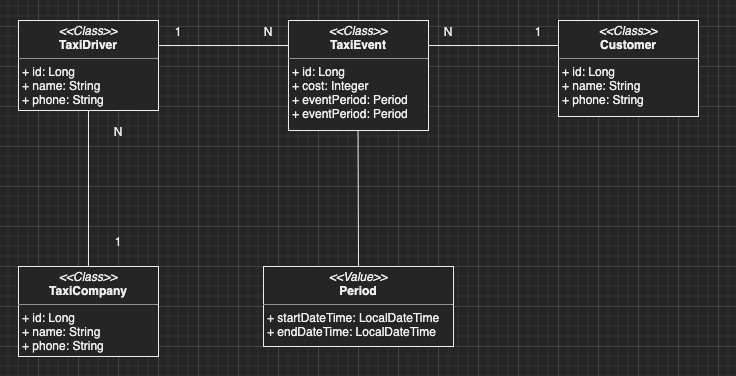 <<Class>>
TaxiDriver
+ id: Long
+ name: String
+ phone: String
1
N
<<Class>>
TaxiEvent
+ id: Long
+ cost: Integer
+ eventPeriod: Period
+ eventPeriod: Period
N
1
<<Class>>
Customer
+ id: Long
+ name: String
+ phone: String
N
1
<<Class>>
TaxiCompany
+ id: Long
+ name: String
+ phone: String
<<Value>>
Period
+ startDateTime: LocalDateTime
+ endDateTime: LocalDateTime